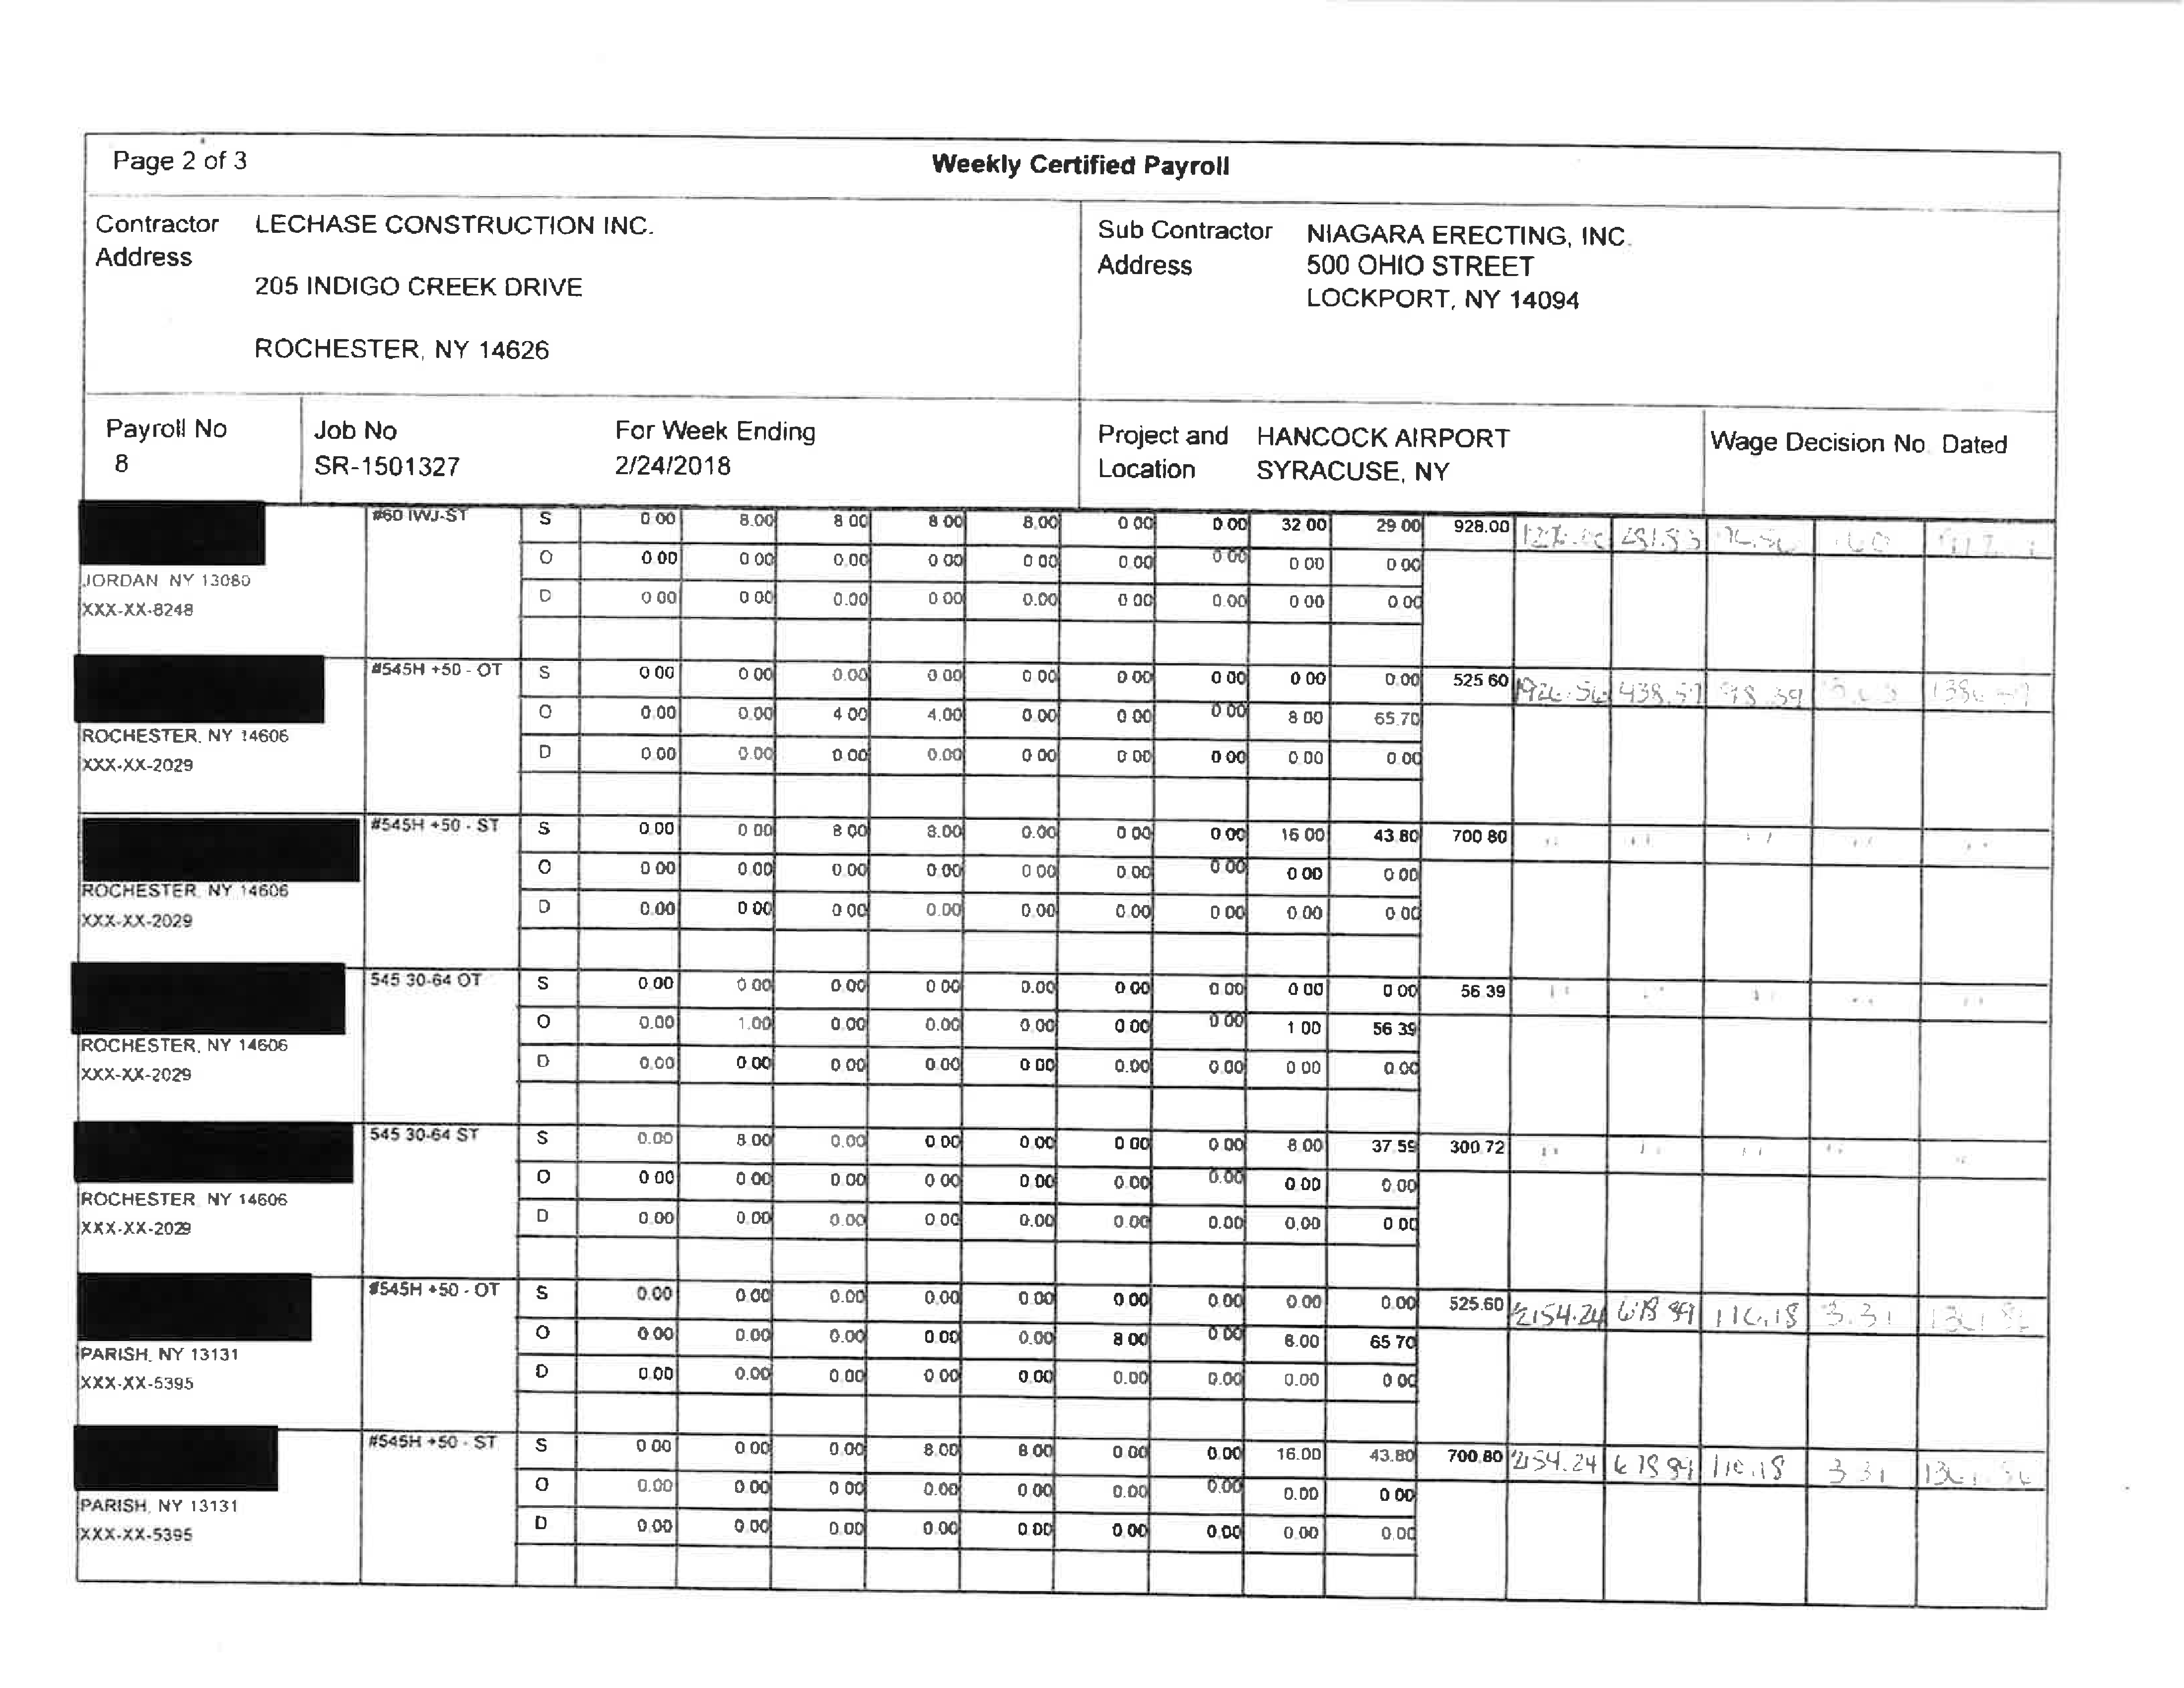 Page 2 of 3
Weekly Certified Payroll
Contractor LECHASE CONSTRUCTION INC.
Address
205 INDIGO CREEK DRIVE
ROCHESTER, NY 14626
Sub Contractor NIAGARA ERECTING, INC.
Address 500 OHIO STREET
LOCKPORT, NY 14094
Payroll No
8
Job No
SR-1501327
For Week Ending
2/24/2018
Project and HANCOCK AIRPORT
Location SYRACUSE, NY
Wage Decision No. Dated
#60 IWJ-ST S 0.00 8.00 8.00 8.00 8.00 0.00 0.00 32.00 29.00 928.00
O 0.00 0.00 0.00 0.00 0.00 0.00 0.00 0.00 0.00
JORDAN NY 13080
D 0.00 0.00 0.00 0.00 0.00 0.00 0.00 0.00 0.00
XXX-XX-8248
#545H +50 - OT S 0.00 0.00 0.00 0.00 0.00 0.00 0.00 0.00 0.00 525.60 1926.56 438.57 98.39
O 0.00 0.00 4.00 4.00 0.00 0.00 0.00 8.00 65.70
ROCHESTER, NY 14606
D 0.00 0.00 0.00 0.00 0.00 0.00 0.00 0.00 0.00
XXX-XX-2029
#545H +50 - ST S 0.00 0.00 8.00 8.00 0.00 0.00 0.00 16.00 43.80 700.80 " " " " "
O 0.00 0.00 0.00 0.00 0.00 0.00 0.00 0.00 0.00
ROCHESTER, NY 14606
D 0.00 0.00 0.00 0.00 0.00 0.00 0.00 0.00 0.00
XXX-XX-2029
545 30-64 OT S 0.00 0.00 0.00 0.00 0.00 0.00 0.00 0.00 0.00 56.39 " " " " "
O 0.00 1.00 0.00 0.00 0.00 0.00 0.00 1.00 56.39
ROCHESTER, NY 14606
D 0.00 0.00 0.00 0.00 0.00 0.00 0.00 0.00 0.00
XXX-XX-2029
545 30-64 ST S 0.00 8.00 0.00 0.00 0.00 0.00 0.00 8.00 37.59 300.72 " " " " "
O 0.00 0.00 0.00 0.00 0.00 0.00 0.00 0.00 0.00
ROCHESTER NY 14606
D 0.00 0.00 0.00 0.00 0.00 0.00 0.00 0.00 0.00
XXX-XX-2029
#545H +50 - OT S 0.00 0.00 0.00 0.00 0.00 0.00 0.00 0.00 0.00 525.60 2154.24 678.99 116.18 3.31
O 0.00 0.00 0.00 0.00 0.00 8.00 0.00 8.00 65.70
PARISH, NY 13131
D 0.00 0.00 0.00 0.00 0.00 0.00 0.00 0.00 0.00
XXX-XX-5395
#545H +50 - ST S 0.00 0.00 0.00 8.00 8.00 0.00 0.00 16.00 43.80 700.80 2154.24 678.99 110.18 3.31
O 0.00 0.00 0.00 0.00 0.00 0.00 0.00 0.00 0.00
PARISH, NY 13131
D 0.00 0.00 0.00 0.00 0.00 0.00 0.00 0.00 0.00
XXX-XX-5395